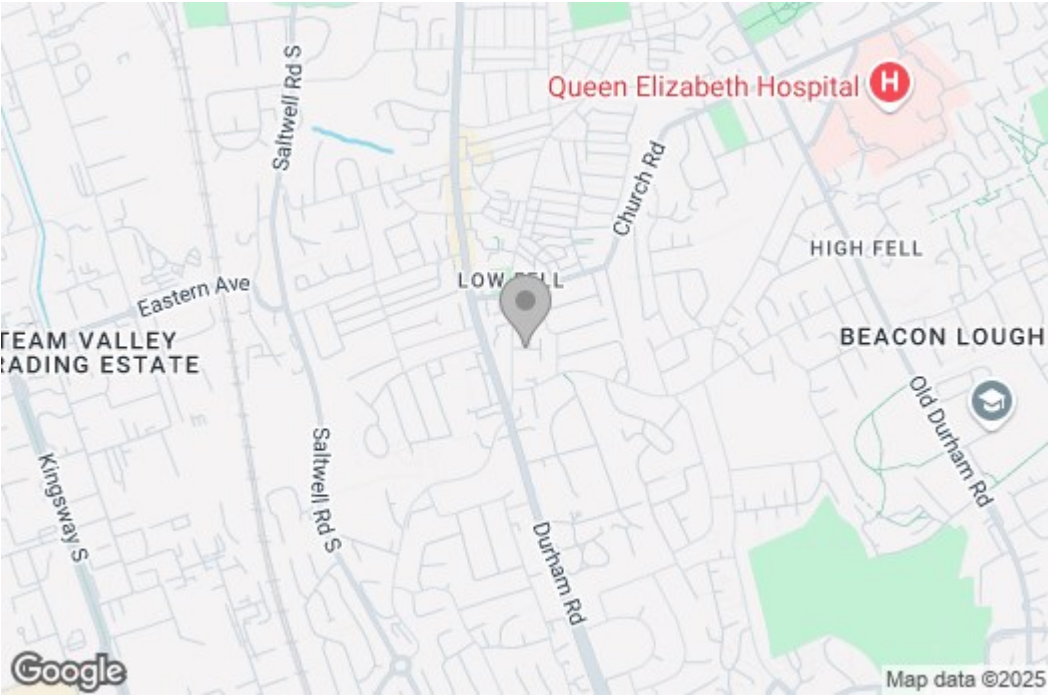 Saltwell Rd S
Queen Elizabeth Hospital
H
Church Rd
HIGH FELL
LOW FELL
Eastern Ave
TEAM VALLEY
RADING ESTATE
BEACON LOUGH
Old Durham Rd
Saltwell Rd S
Kingsway S
Durham Rd
Google
Map data ©2025